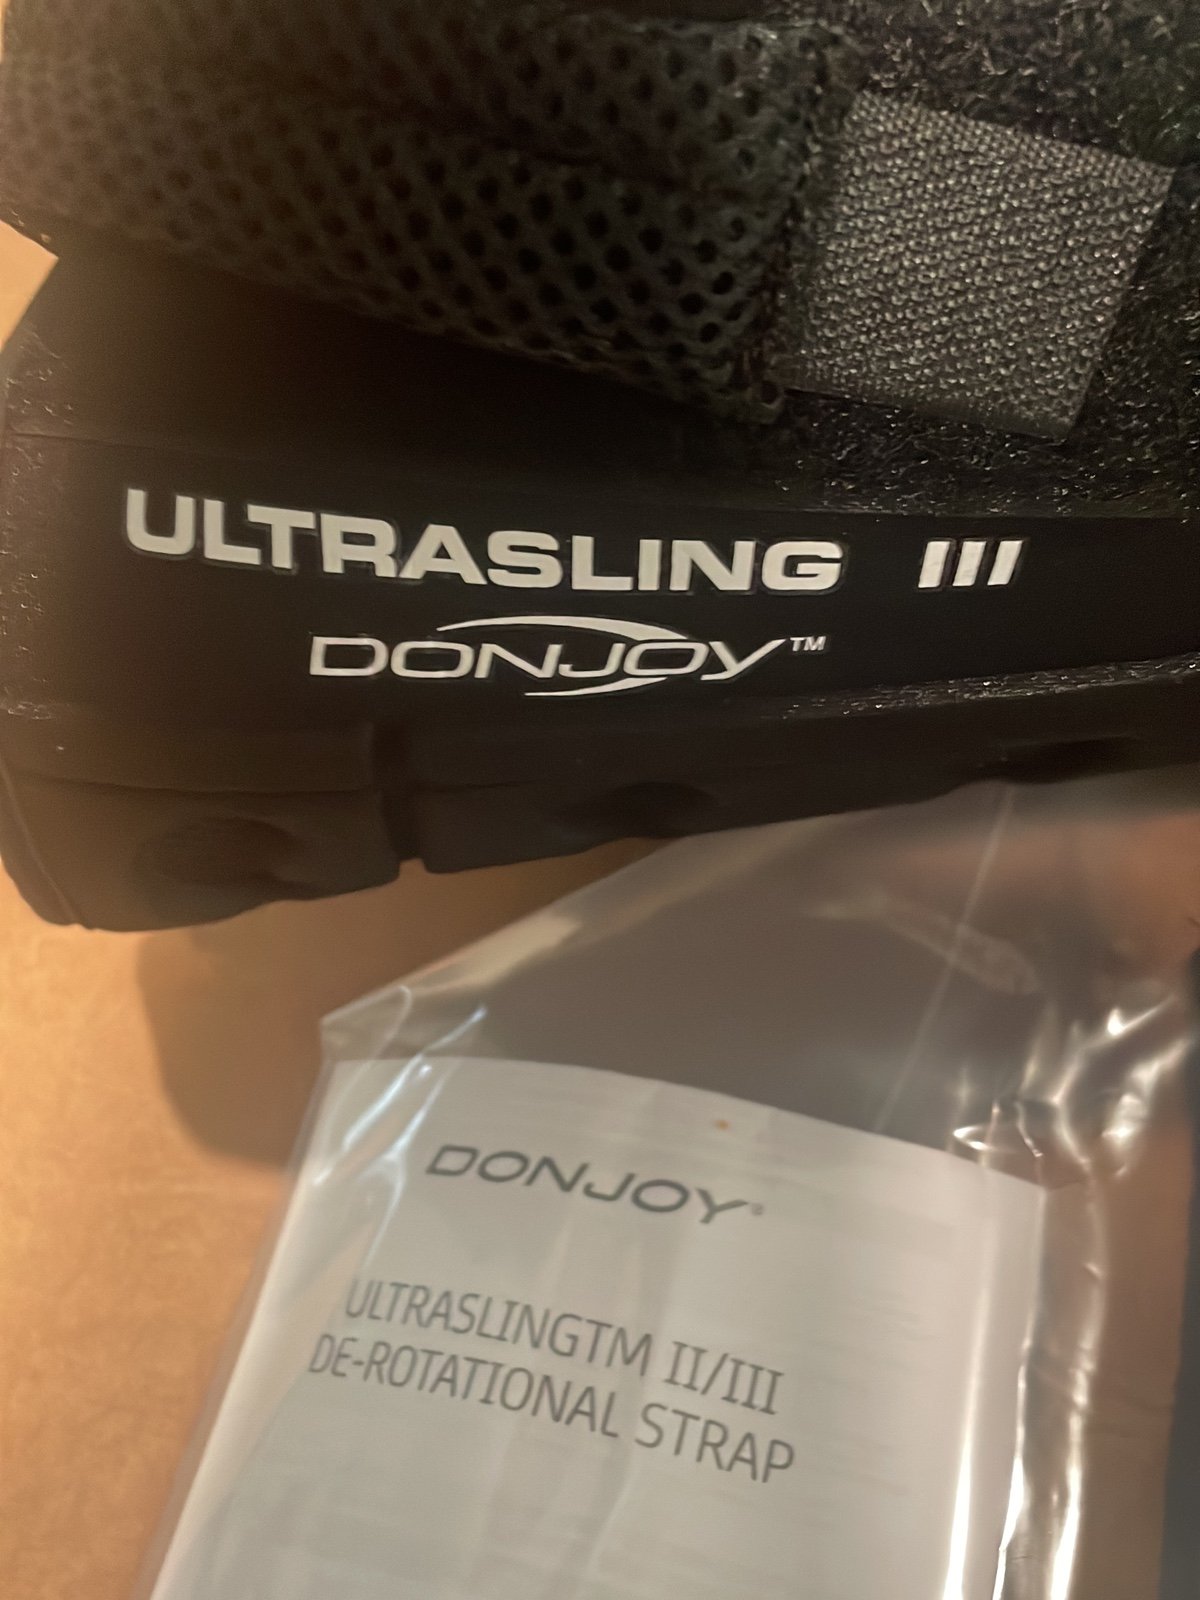 ULTRASLING III
DONJOY™
DONJOY®
ULTRASLINGTM II/III
DE-ROTATIONAL STRAP